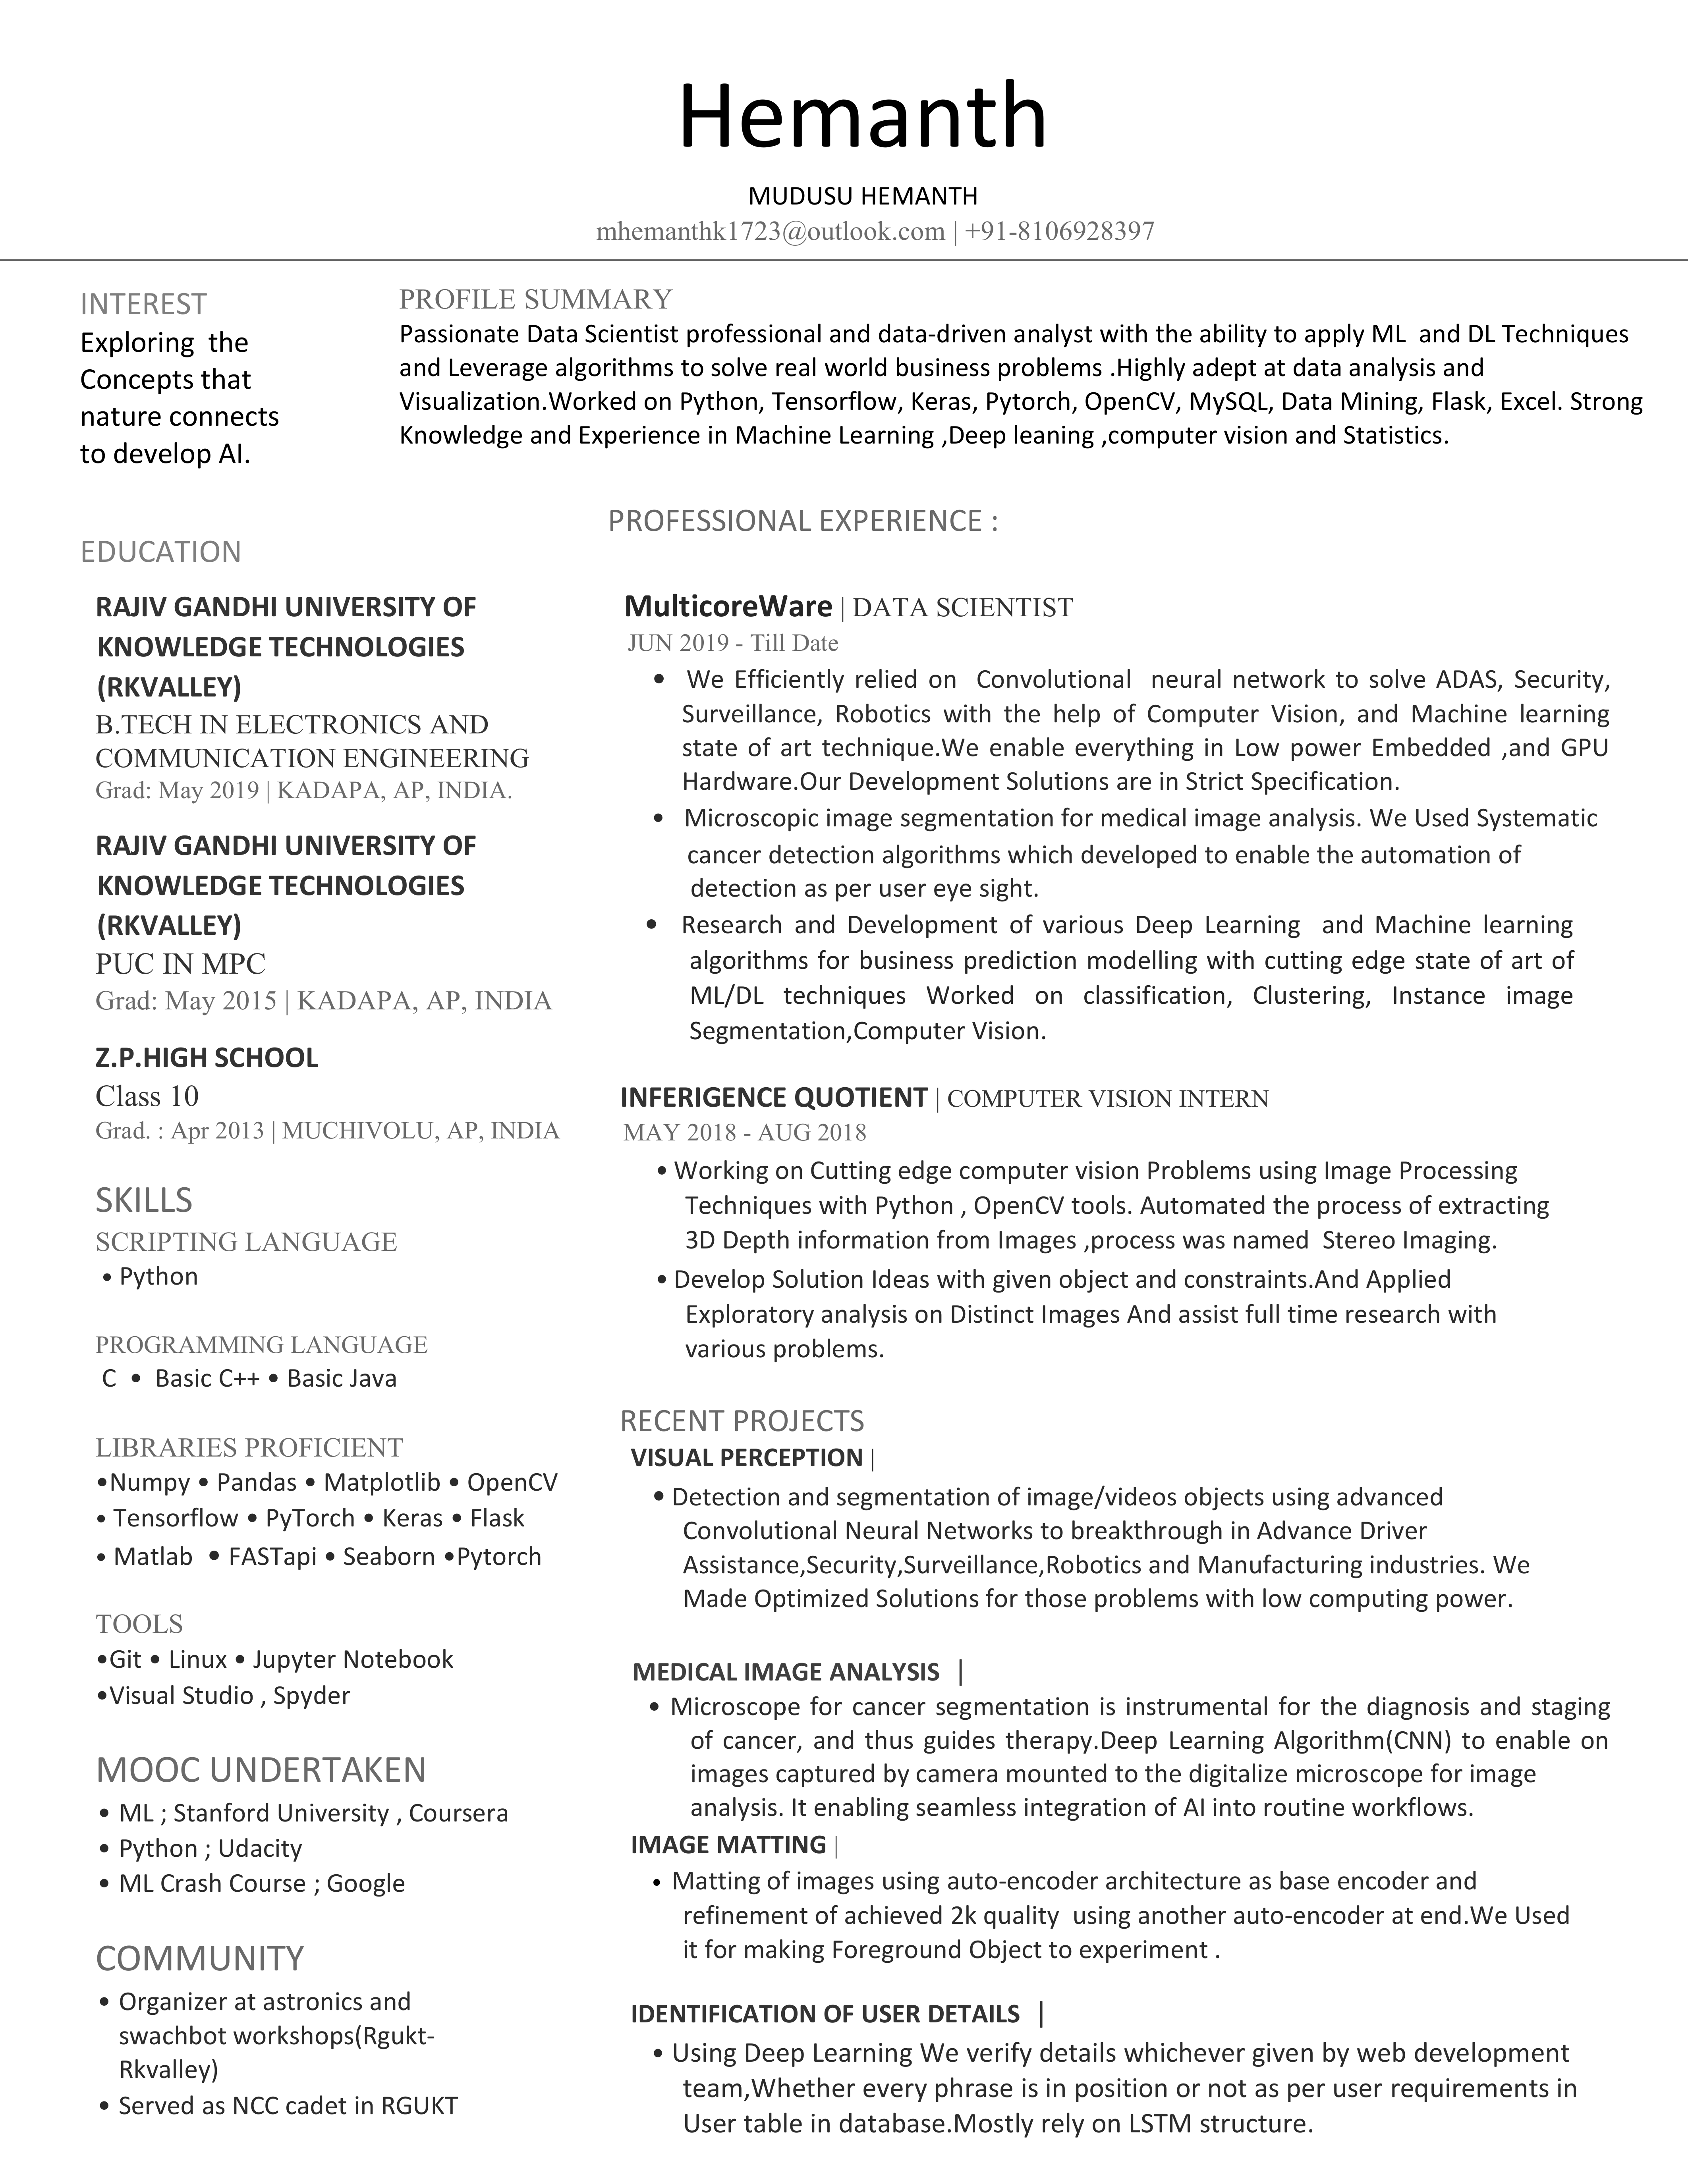 Hemanth
MUDUSU HEMANTH
mhemanthk1723@outlook.com | +91-8106928397
INTEREST
Exploring the
Concepts that
nature connects
to develop AI.
PROFILE SUMMARY
Passionate Data Scientist professional and data-driven analyst with the ability to apply ML and DL Techniques
and Leverage algorithms to solve real world business problems .Highly adept at data analysis and
Visualization.Worked on Python, Tensorflow, Keras, Pytorch, OpenCV, MySQL, Data Mining, Flask, Excel. Strong
Knowledge and Experience in Machine Learning ,Deep leaning ,computer vision and Statistics.
EDUCATION
RAJIV GANDHI UNIVERSITY OF
KNOWLEDGE TECHNOLOGIES
(RKVALLEY)
B.TECH IN ELECTRONICS AND
COMMUNICATION ENGINEERING
Grad: May 2019 | KADAPA, AP, INDIA.
RAJIV GANDHI UNIVERSITY OF
KNOWLEDGE TECHNOLOGIES
(RKVALLEY)
PUC IN MPC
Grad: May 2015 | KADAPA, AP, INDIA
Z.P.HIGH SCHOOL
Class 10
Grad. : Apr 2013 | MUCHIVOLU, AP, INDIA
SKILLS
SCRIPTING LANGUAGE
• Python
PROGRAMMING LANGUAGE
C • Basic C++ • Basic Java
LIBRARIES PROFICIENT
•Numpy • Pandas • Matplotlib • OpenCV
• Tensorflow • PyTorch • Keras • Flask
• Matlab • FASTapi • Seaborn •Pytorch
TOOLS
•Git • Linux • Jupyter Notebook
•Visual Studio , Spyder
MOOC UNDERTAKEN
• ML ; Stanford University , Coursera
• Python ; Udacity
• ML Crash Course ; Google
COMMUNITY
• Organizer at astronics and
swachbot workshops(Rgukt-
Rkvalley)
• Served as NCC cadet in RGUKT
PROFESSIONAL EXPERIENCE :
MulticoreWare | DATA SCIENTIST
JUN 2019 - Till Date
• We Efficiently relied on Convolutional neural network to solve ADAS, Security,
Surveillance, Robotics with the help of Computer Vision, and Machine learning
state of art technique.We enable everything in Low power Embedded ,and GPU
Hardware.Our Development Solutions are in Strict Specification.
• Microscopic image segmentation for medical image analysis. We Used Systematic
cancer detection algorithms which developed to enable the automation of
detection as per user eye sight.
• Research and Development of various Deep Learning and Machine learning
algorithms for business prediction modelling with cutting edge state of art of
ML/DL techniques Worked on classification, Clustering, Instance image
Segmentation,Computer Vision.
INFERIGENCE QUOTIENT | COMPUTER VISION INTERN
MAY 2018 - AUG 2018
• Working on Cutting edge computer vision Problems using Image Processing
Techniques with Python , OpenCV tools. Automated the process of extracting
3D Depth information from Images ,process was named Stereo Imaging.
• Develop Solution Ideas with given object and constraints.And Applied
Exploratory analysis on Distinct Images And assist full time research with
various problems.
RECENT PROJECTS
VISUAL PERCEPTION |
• Detection and segmentation of image/videos objects using advanced
Convolutional Neural Networks to breakthrough in Advance Driver
Assistance,Security,Surveillance,Robotics and Manufacturing industries. We
Made Optimized Solutions for those problems with low computing power.
MEDICAL IMAGE ANALYSIS |
• Microscope for cancer segmentation is instrumental for the diagnosis and staging
of cancer, and thus guides therapy.Deep Learning Algorithm(CNN) to enable on
images captured by camera mounted to the digitalize microscope for image
analysis. It enabling seamless integration of AI into routine workflows.
IMAGE MATTING |
• Matting of images using auto-encoder architecture as base encoder and
refinement of achieved 2k quality using another auto-encoder at end.We Used
it for making Foreground Object to experiment .
IDENTIFICATION OF USER DETAILS |
• Using Deep Learning We verify details whichever given by web development
team,Whether every phrase is in position or not as per user requirements in
User table in database.Mostly rely on LSTM structure.